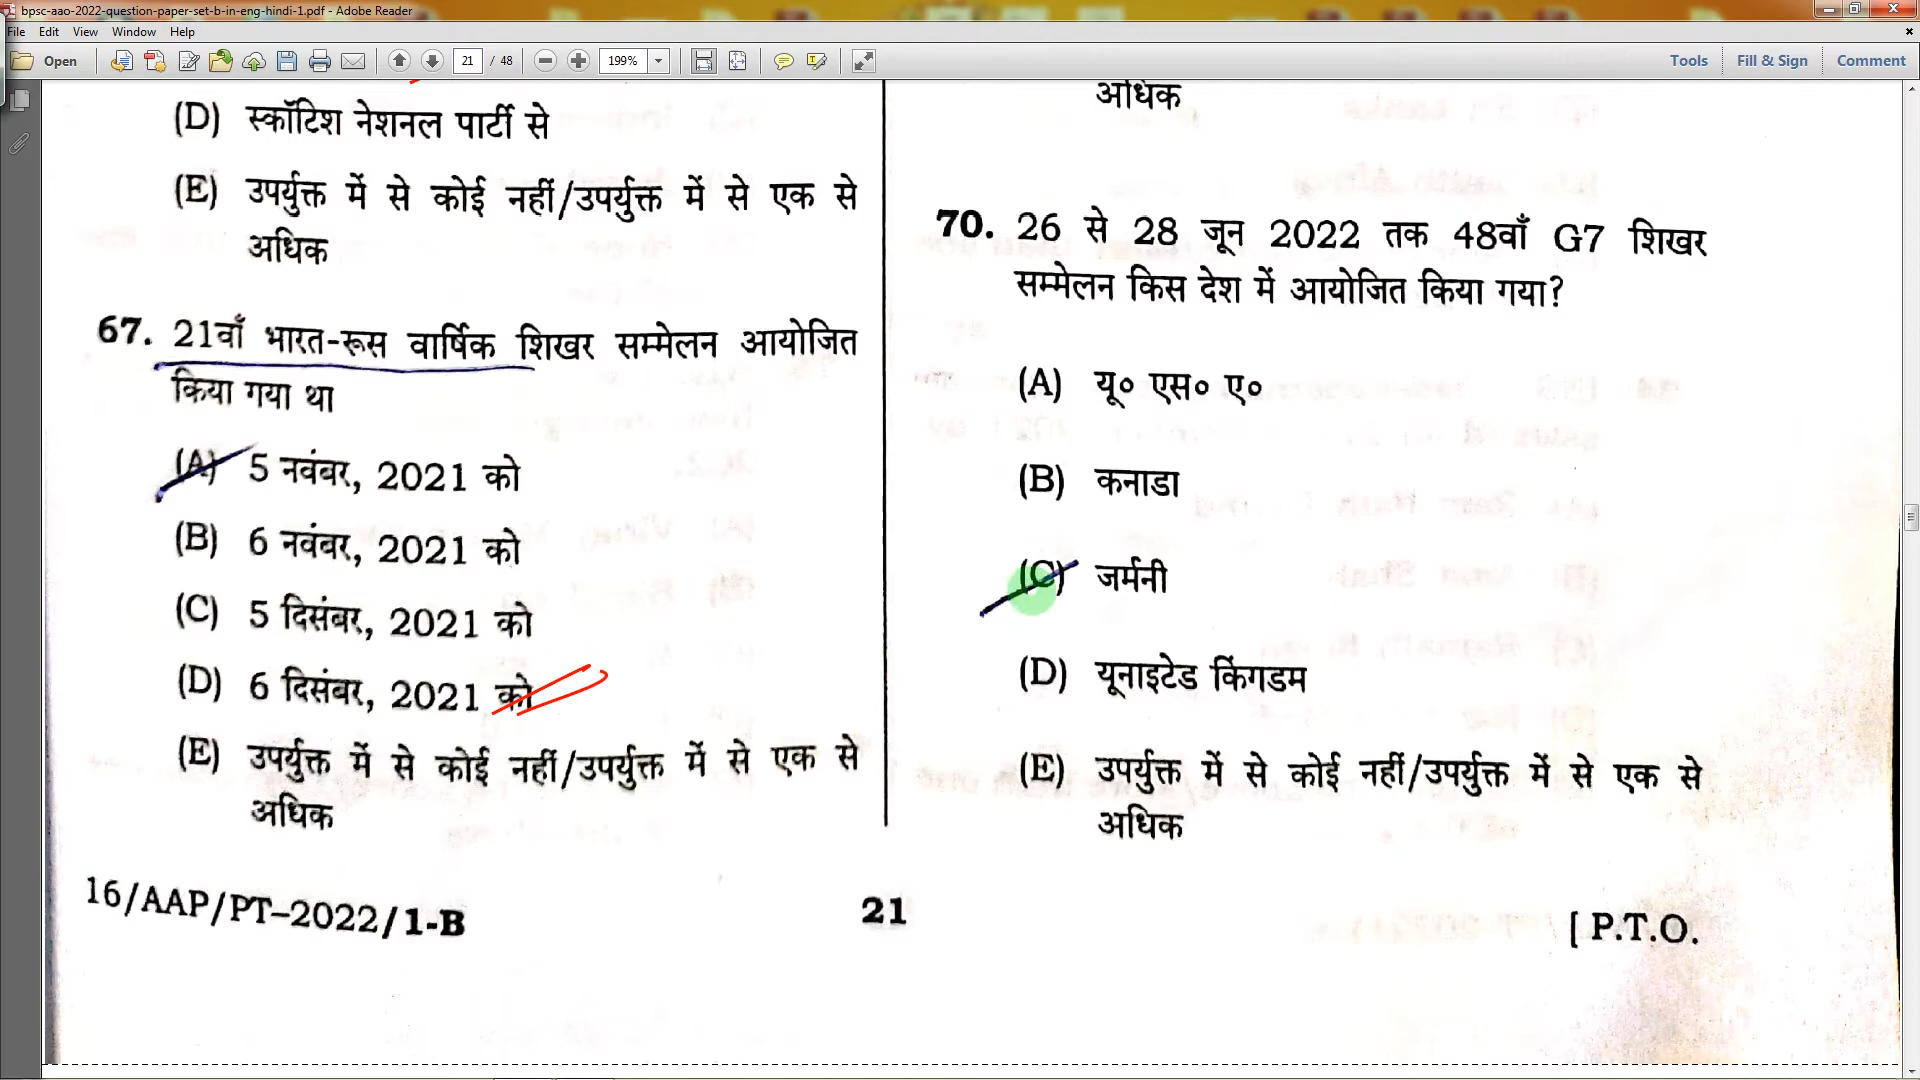 bpsc-aao-2022-question-paper-set-b-in-eng-hindi-1.pdf - Adobe Reader
File Edit View Window Help
Open 21 / 48 199% Tools Fill & Sign Comment
(D) स्कॉटिश नेशनल पार्टी से
(E) उपर्युक्त में से कोई नहीं/उपर्युक्त में से एक से
अधिक
67. 21वाँ भारत-रूस वार्षिक शिखर सम्मेलन आयोजित
किया गया था
(A) 5 नवंबर, 2021 को
(B) 6 नवंबर, 2021 को
(C) 5 दिसंबर, 2021 को
(D) 6 दिसंबर, 2021 को
(E) उपर्युक्त में से कोई नहीं/उपर्युक्त में से एक से
अधिक
अधिक
70. 26 से 28 जून 2022 तक 48वाँ G7 शिखर
सम्मेलन किस देश में आयोजित किया गया?
(A) यू० एस० ए०
(B) कनाडा
(C) जर्मनी
(D) यूनाइटेड किंगडम
(E) उपर्युक्त में से कोई नहीं/उपर्युक्त में से एक से
अधिक
16/AAP/PT–2022/1-B
21
[ P.T.O.